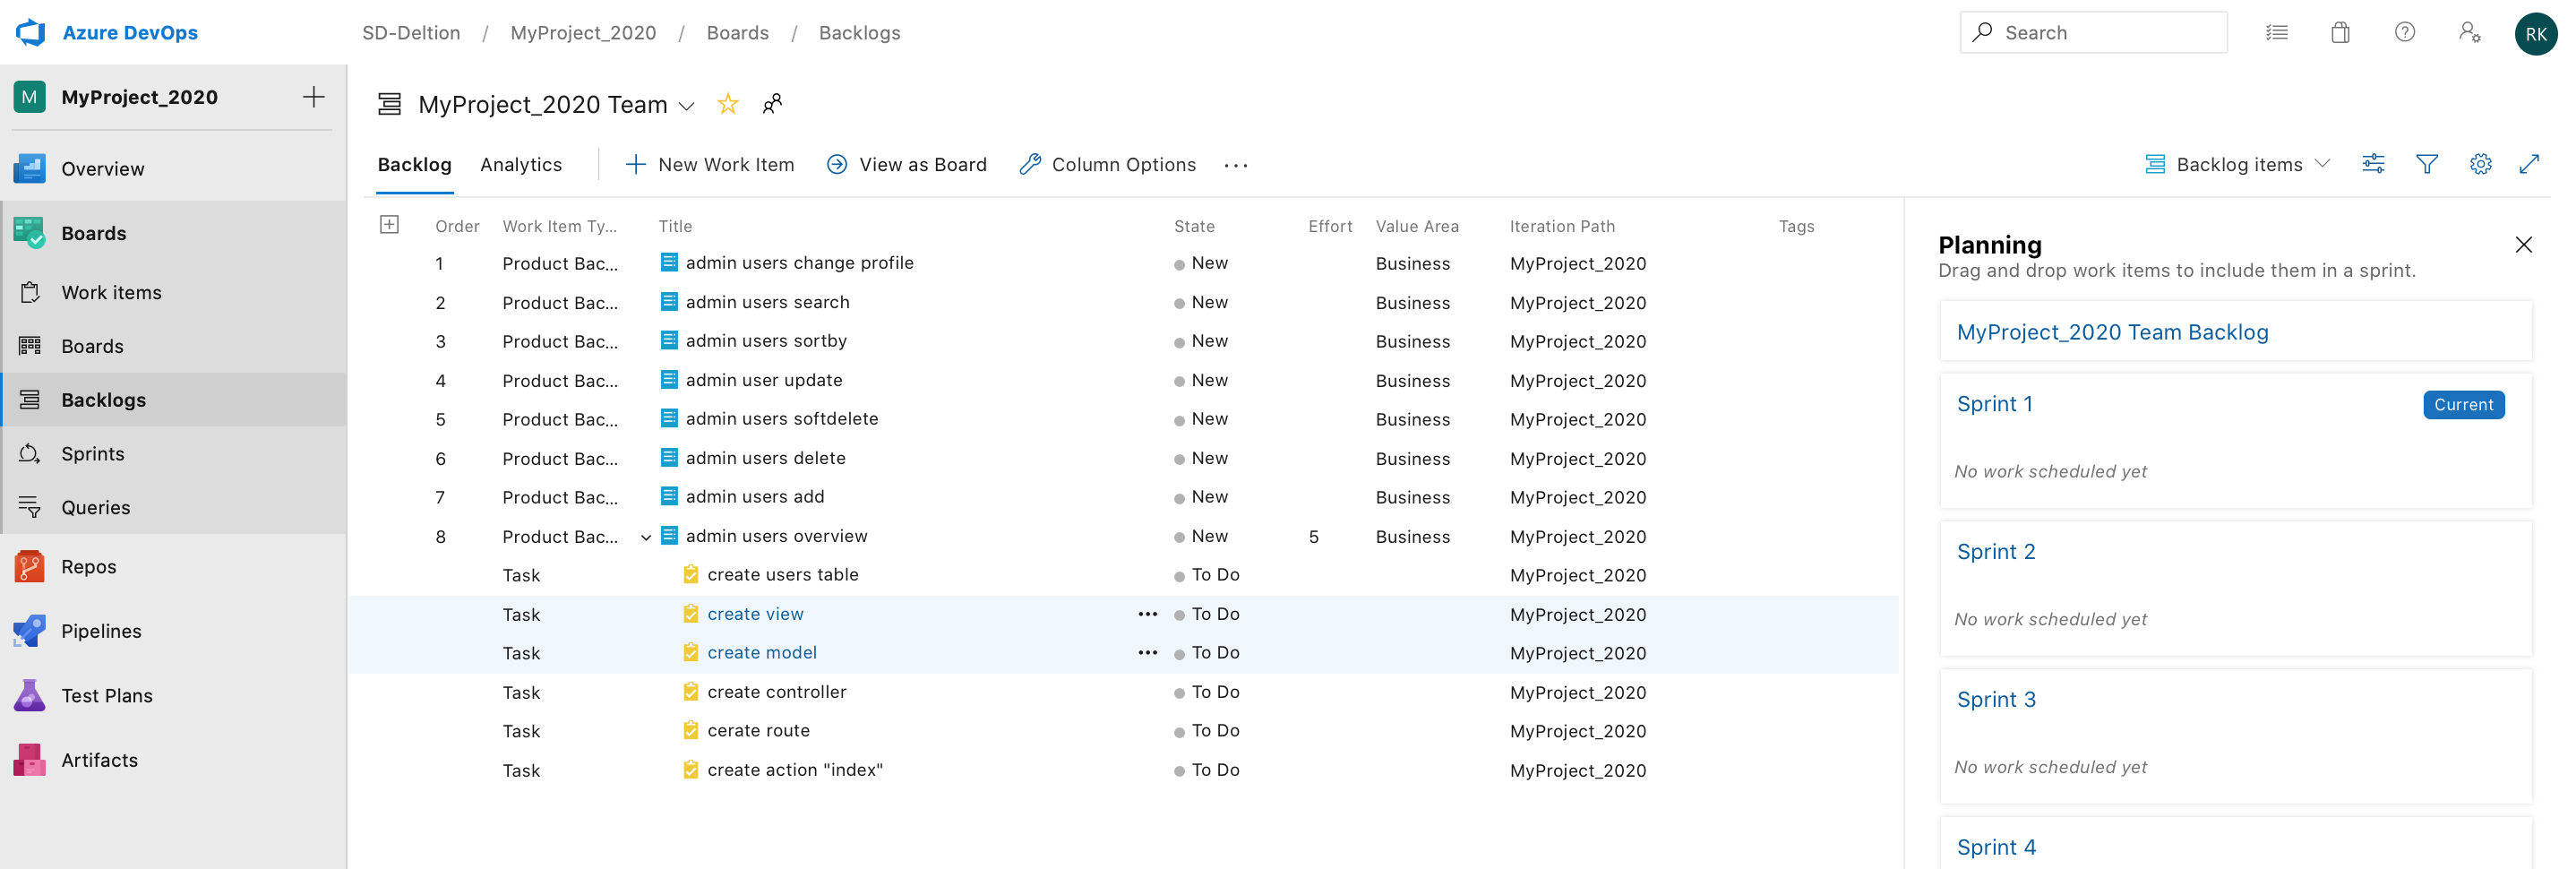 Azure DevOps
SD-Deltion / MyProject_2020 / Boards / Backlogs
Search
RK
M MyProject_2020
Overview
Boards
Work items
Boards
Backlogs
Sprints
Queries
Repos
Pipelines
Test Plans
Artifacts
MyProject_2020 Team
Backlog Analytics New Work Item View as Board Column Options ... Backlog items
Order Work Item Ty... Title State Effort Value Area Iteration Path Tags
1 Product Bac... admin users change profile New Business MyProject_2020
2 Product Bac... admin users search New Business MyProject_2020
3 Product Bac... admin users sortby New Business MyProject_2020
4 Product Bac... admin user update New Business MyProject_2020
5 Product Bac... admin users softdelete New Business MyProject_2020
6 Product Bac... admin users delete New Business MyProject_2020
7 Product Bac... admin users add New Business MyProject_2020
8 Product Bac... admin users overview New 5 Business MyProject_2020
Task create users table To Do MyProject_2020
Task create view ... To Do MyProject_2020
Task create model ... To Do MyProject_2020
Task create controller To Do MyProject_2020
Task cerate route To Do MyProject_2020
Task create action "index" To Do MyProject_2020
Planning
Drag and drop work items to include them in a sprint.
MyProject_2020 Team Backlog
Sprint 1 Current
No work scheduled yet
Sprint 2
No work scheduled yet
Sprint 3
No work scheduled yet
Sprint 4